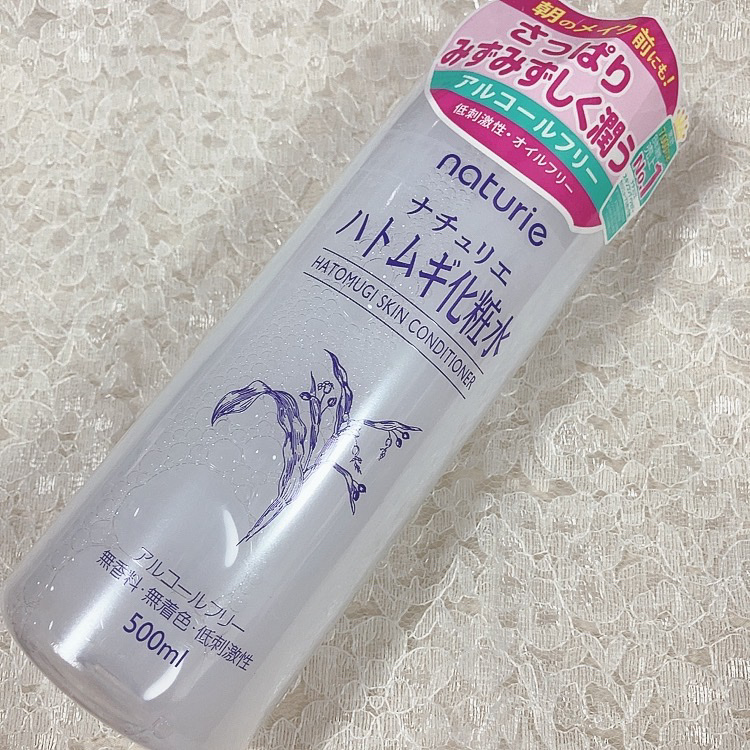 朝のメイク前にも!
さっぱり
みずみずしく潤う
アルコールフリー
低刺激性・オイルフリー
No.1
naturie
ナチュリエ
ハトムギ化粧水
HATOMUGI SKIN CONDITIONER
アルコールフリー
無香料・無着色・低刺激性
500ml